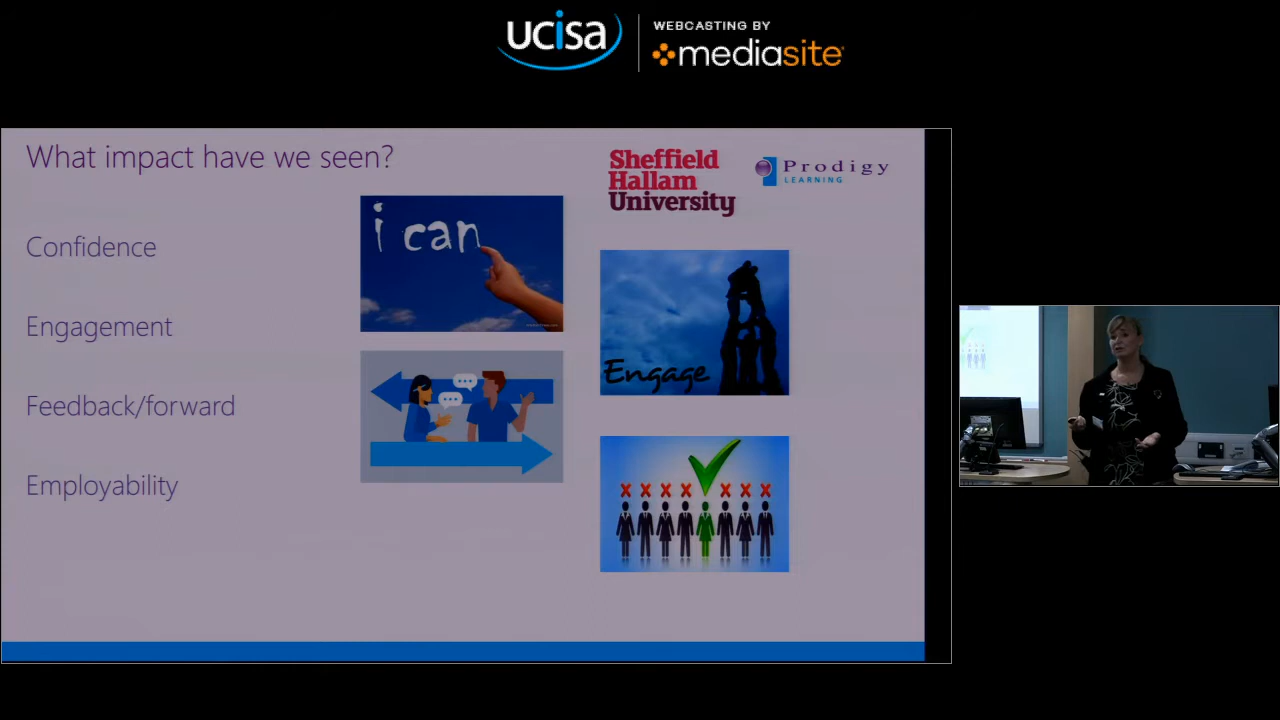 ucisa
WEBCASTING BY
mediasite
What impact have we seen?
Sheffield
Hallam
University
Prodigy
LEARNING
i can
Confidence
Engage
Engagement
Feedback/forward
Employability